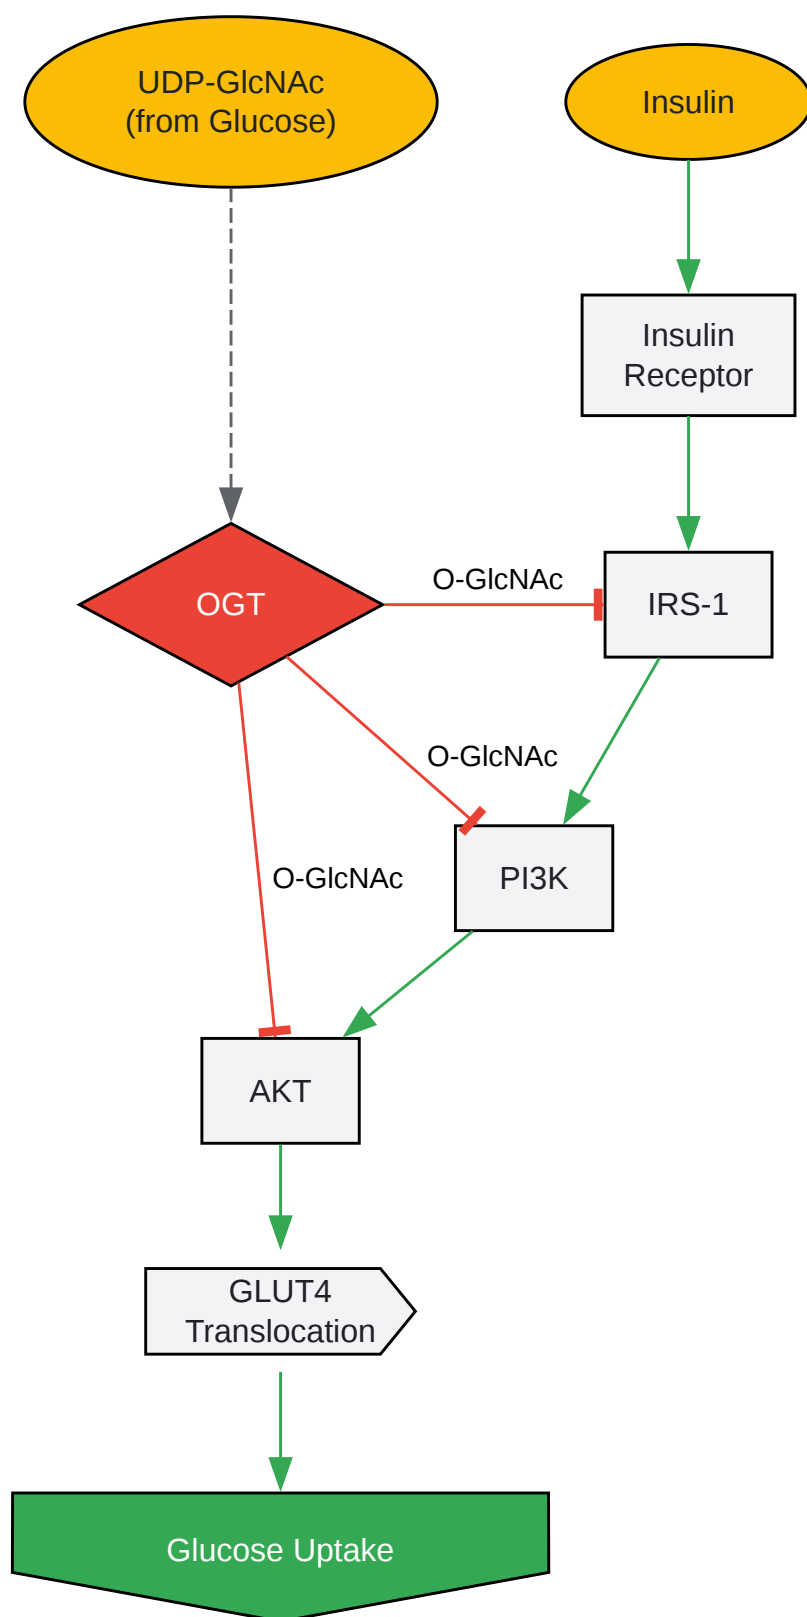 UDP-GlcNAc
(from Glucose)
Insulin
Insulin
Receptor
O-GlcNAc
OGT
IRS-1
O-GlcNAc
O-GlcNAc
PI3K
AKT
GLUT4
Translocation
Glucose Uptake